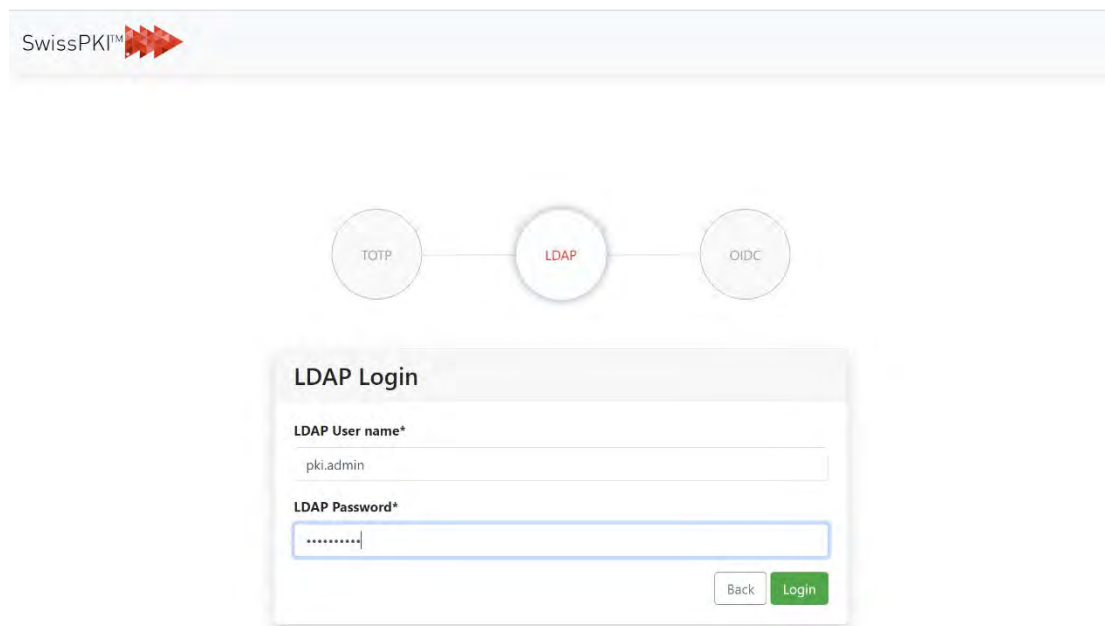 SwissPKI™
TOTP
LDAP
OIDC
LDAP Login
LDAP User name*
pki.admin
LDAP Password*
••••••••••
Back
Login